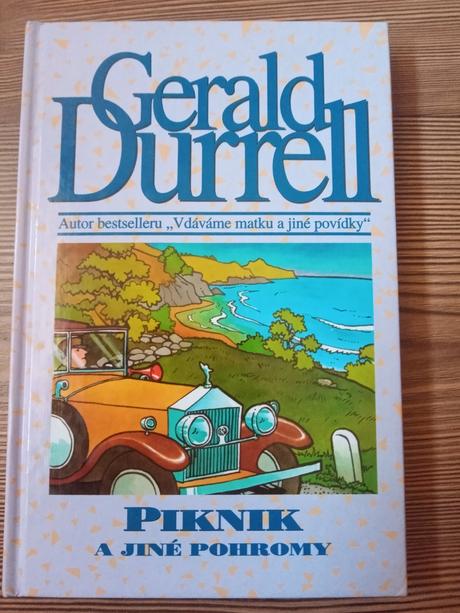 Gerald
Durrell
Autor bestselleru „Vdáváme matku a jiné povídky“
PIKNIK
A JINÉ POHROMY